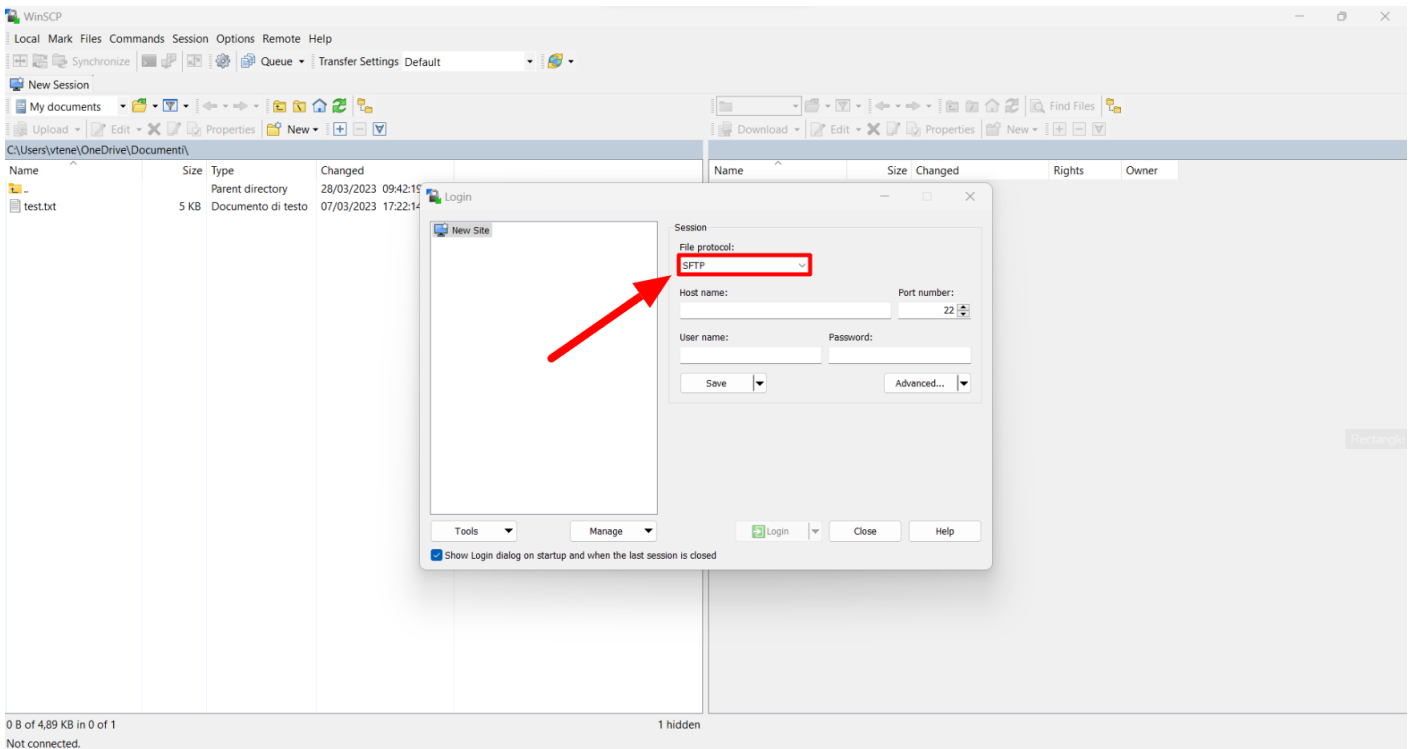 WinSCP
Local Mark Files Commands Session Options Remote Help
Synchronize Queue Transfer Settings Default
New Session
My documents Find Files
Upload Edit Properties New Download Edit Properties New
C:\Users\vtene\OneDrive\Documenti\
Name Size Type Changed Name Size Changed Rights Owner
.. Parent directory 28/03/2023 09:42:19
test.txt 5 KB Documento di testo 07/03/2023 17:22:14
Login
New Site
Session
File protocol:
SFTP
Host name: Port number:
22
User name: Password:
Save Advanced...
Rectangle
Tools Manage Login Close Help
Show Login dialog on startup and when the last session is closed
0 B of 4,89 KB in 0 of 1 1 hidden
Not connected.